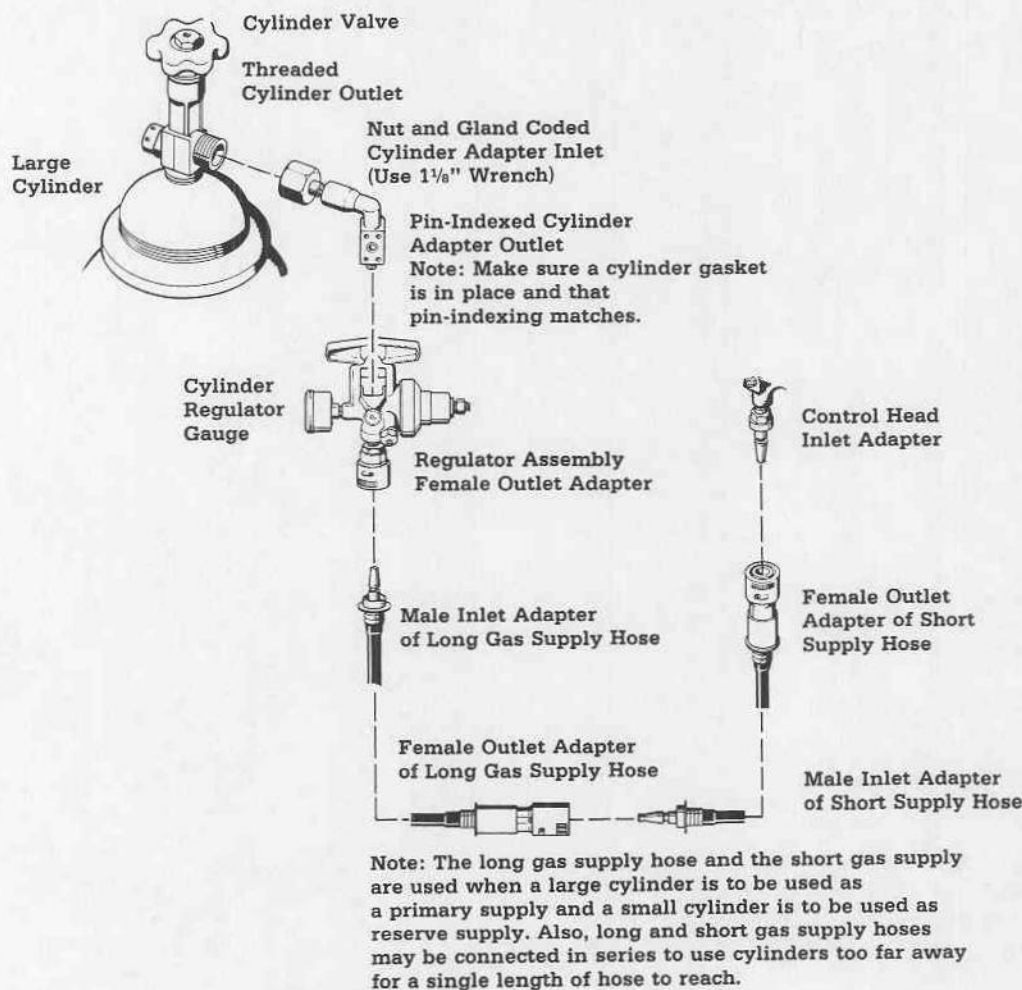 Cylinder Valve
Threaded
Cylinder Outlet
Nut and Gland Coded
Cylinder Adapter Inlet
(Use 1⅛" Wrench)
Large
Cylinder
Pin-Indexed Cylinder
Adapter Outlet
Note: Make sure a cylinder gasket
is in place and that
pin-indexing matches.
Cylinder
Regulator
Gauge
Control Head
Inlet Adapter
Regulator Assembly
Female Outlet Adapter
Male Inlet Adapter
of Long Gas Supply Hose
Female Outlet
Adapter of Short
Supply Hose
Female Outlet Adapter
of Long Gas Supply Hose
Male Inlet Adapter
of Short Supply Hose
Note: The long gas supply hose and the short gas supply
are used when a large cylinder is to be used as
a primary supply and a small cylinder is to be used as
reserve supply. Also, long and short gas supply hoses
may be connected in series to use cylinders too far away
for a single length of hose to reach.